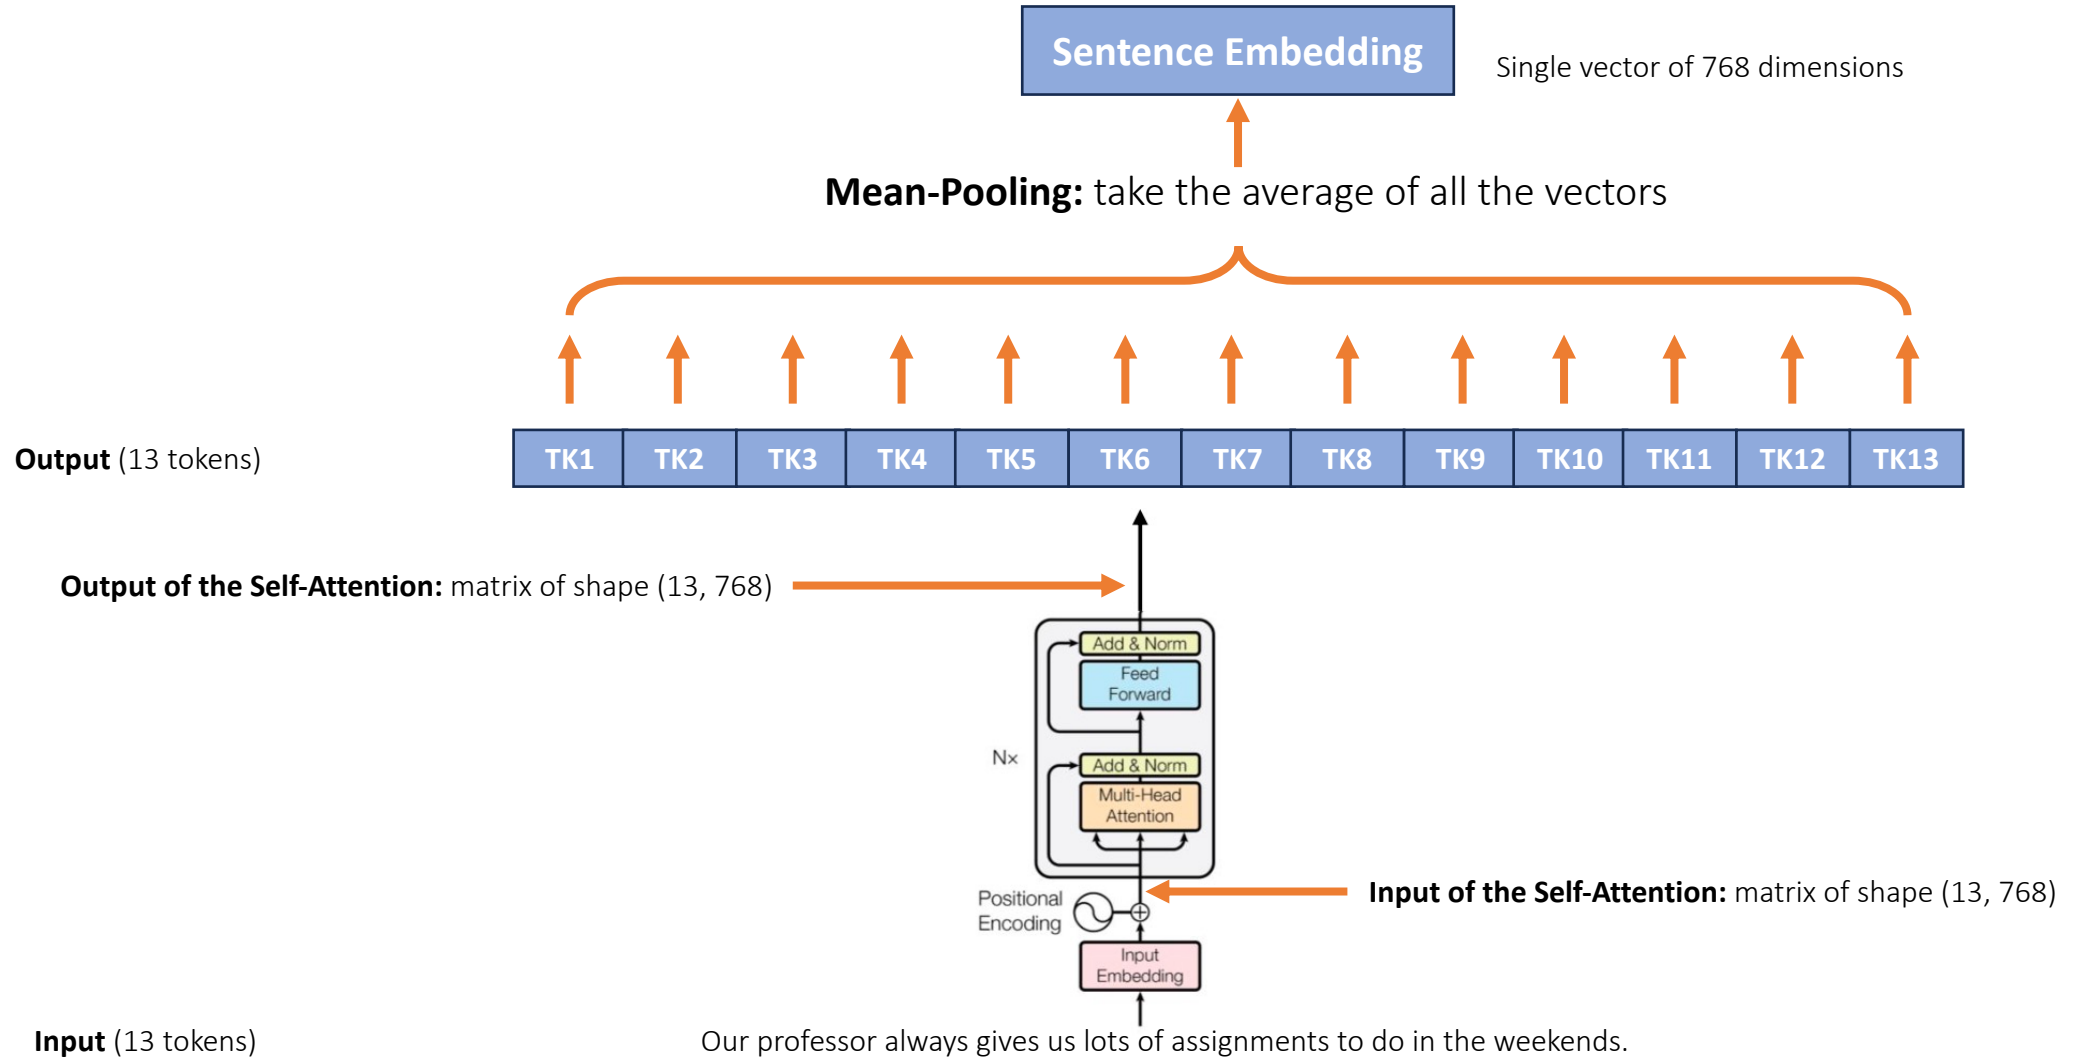 Sentence Embedding
Single vector of 768 dimensions
Mean-Pooling: take the average of all the vectors
Output (13 tokens)
TK1 TK2 TK3 TK4 TK5 TK6 TK7 TK8 TK9 TK10 TK11 TK12 TK13
Output of the Self-Attention: matrix of shape (13, 768)
Add & Norm
Feed
Forward
N×
Add & Norm
Multi-Head
Attention
Positional
Encoding
Input of the Self-Attention: matrix of shape (13, 768)
Input
Embedding
Input (13 tokens)
Our professor always gives us lots of assignments to do in the weekends.